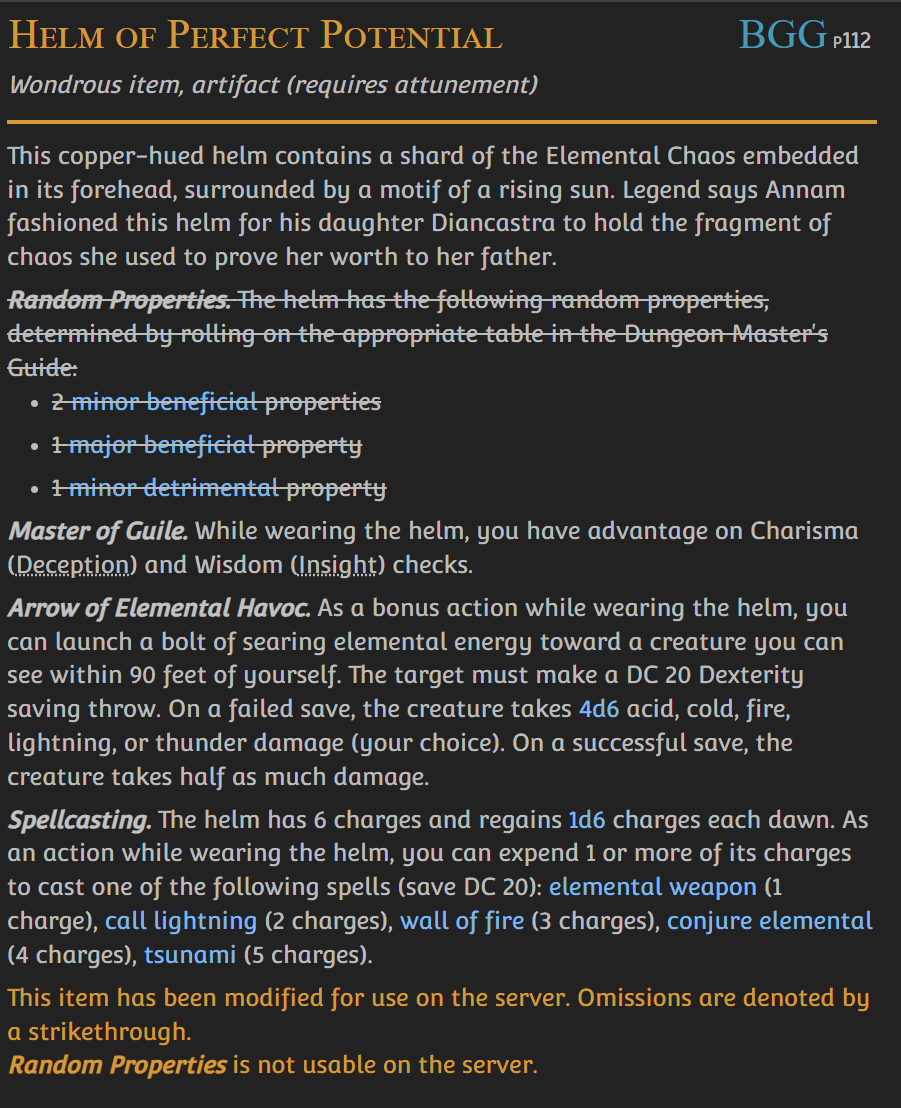 Helm of Perfect Potential BGG p112
Wondrous item, artifact (requires attunement)
This copper-hued helm contains a shard of the Elemental Chaos embedded
in its forehead, surrounded by a motif of a rising sun. Legend says Annam
fashioned this helm for his daughter Diancastra to hold the fragment of
chaos she used to prove her worth to her father.
Random Properties. The helm has the following random properties,
determined by rolling on the appropriate table in the Dungeon Master's
Guide:
• 2 minor beneficial properties
• 1 major beneficial property
• 1 minor detrimental property
Master of Guile. While wearing the helm, you have advantage on Charisma
(Deception) and Wisdom (Insight) checks.
Arrow of Elemental Havoc. As a bonus action while wearing the helm, you
can launch a bolt of searing elemental energy toward a creature you can
see within 90 feet of yourself. The target must make a DC 20 Dexterity
saving throw. On a failed save, the creature takes 4d6 acid, cold, fire,
lightning, or thunder damage (your choice). On a successful save, the
creature takes half as much damage.
Spellcasting. The helm has 6 charges and regains 1d6 charges each dawn. As
an action while wearing the helm, you can expend 1 or more of its charges
to cast one of the following spells (save DC 20): elemental weapon (1
charge), call lightning (2 charges), wall of fire (3 charges), conjure elemental
(4 charges), tsunami (5 charges).
This item has been modified for use on the server. Omissions are denoted by
a strikethrough.
Random Properties is not usable on the server.